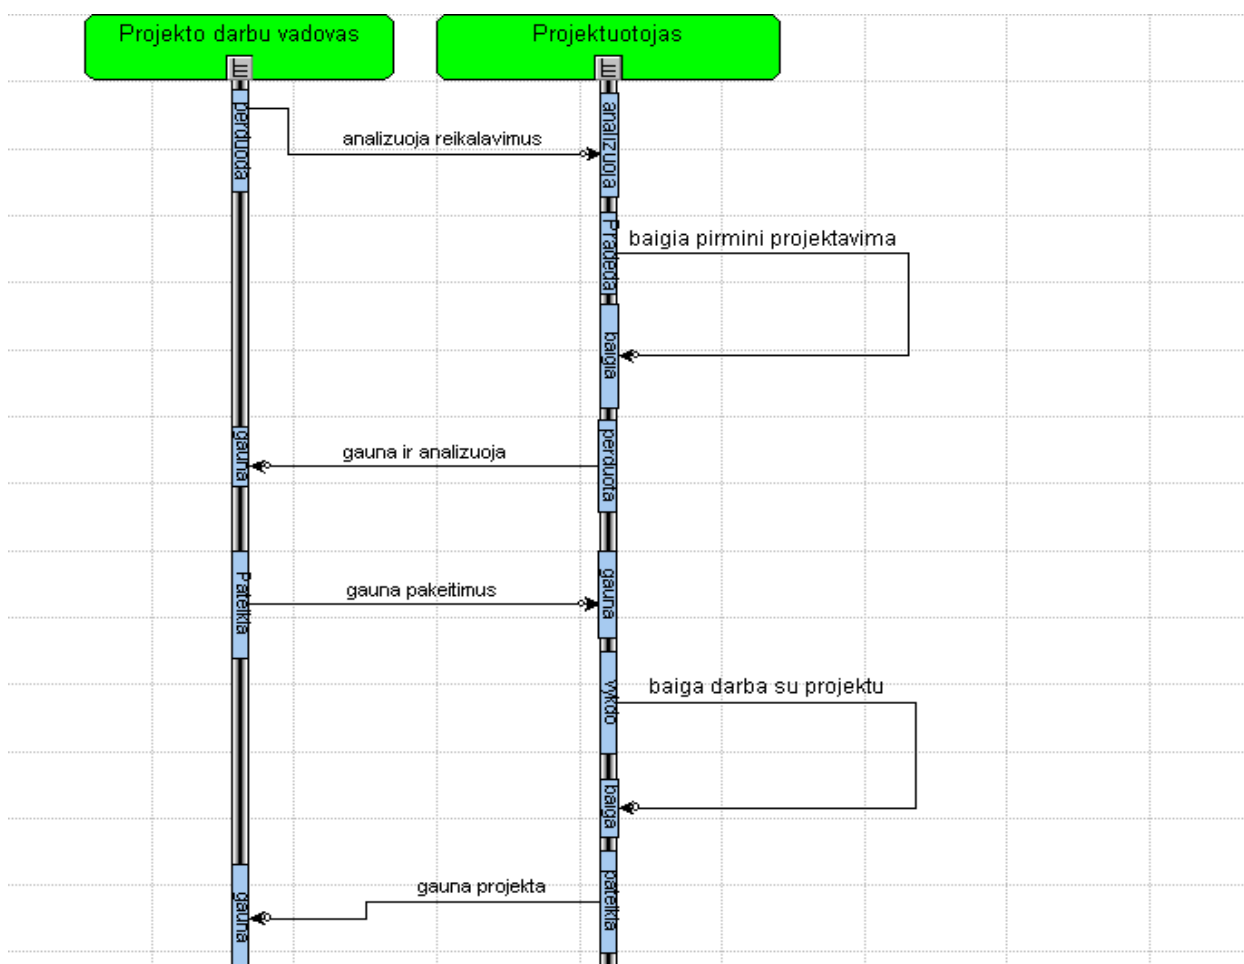 Projekto darbu vadovas
Projektuotojas
perduoda
analizuoja reikalavimus
analizuoja
Pradeda
baigia pirmini projektavima
baigia
gauna
gauna ir analizuoja
perduota
Pateikia
gauna pakeitimus
gauna
vykdo
baiga darba su projektu
baiga
gauna
gauna projekta
pateikia